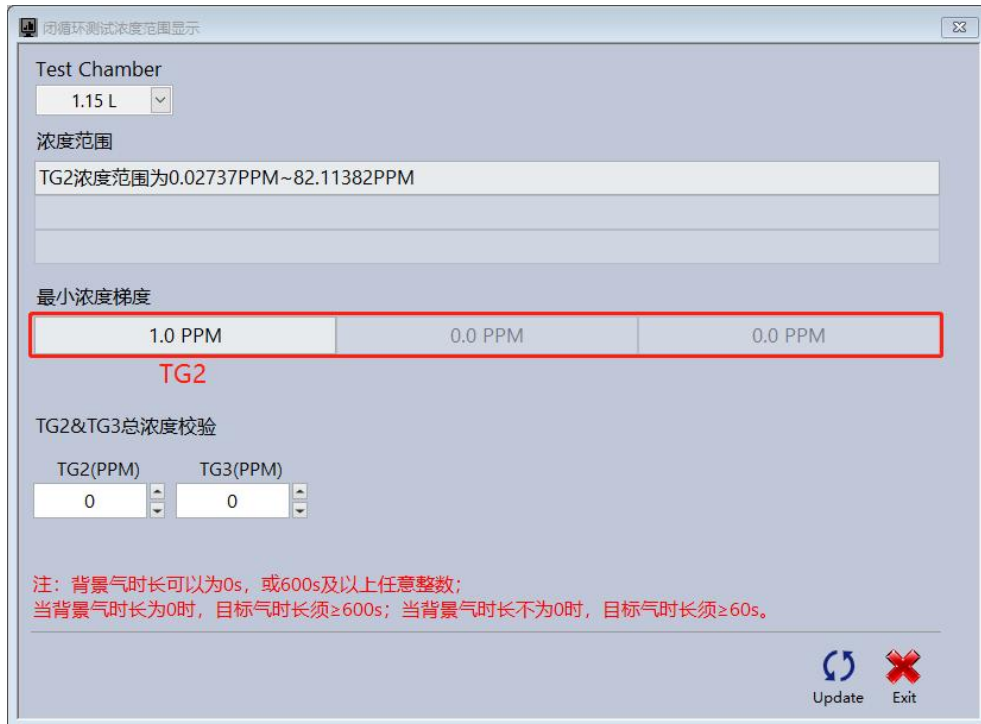 闭循环测试浓度范围显示
Test Chamber
1.15 L
浓度范围
TG2浓度范围为0.02737PPM~82.11382PPM
最小浓度梯度
1.0 PPM 0.0 PPM 0.0 PPM
TG2
TG2&TG3总浓度校验
TG2(PPM) TG3(PPM)
0 0
注：背景气时长可以为0s，或600s及以上任意整数；
当背景气时长为0时，目标气时长须≥600s；当背景气时长不为0时，目标气时长须≥60s。
Update Exit